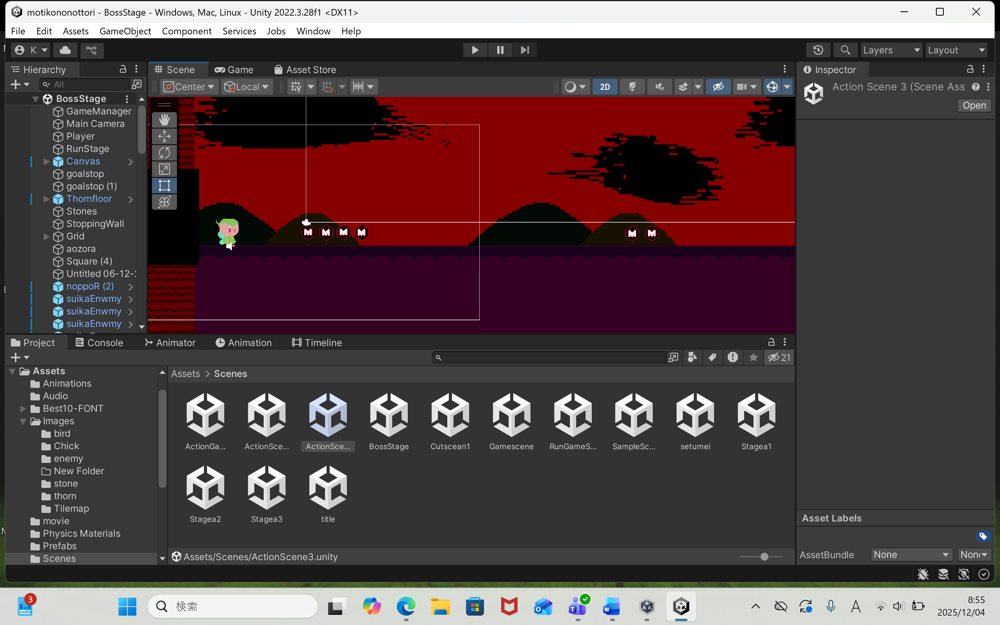 motikononottori - BossStage - Windows, Mac, Linux - Unity 2022.3.28f1 <DX11>
File Edit Assets GameObject Component Services Jobs Window Help
K Layers Layout
Hierarchy Scene Game Asset Store Inspector
All Center Local 2D Action Scene 3 (Scene Ass
Open
BossStage
GameManager
Main Camera
Player
RunStage
Canvas
goalstop
goalstop (1)
Thornfloor
Stones
StoppingWall
Grid
aozora
Square (4)
Untitled 06-12-
noppoR (2)
suikaEnwmy
suikaEnwmy
suikaEnwmy
M M M M M M
Project Console Animator Animation Timeline
21
Assets
Animations
Audio
Best10-FONT
Images
bird
Chick
enemy
New Folder
stone
thorn
Tilemap
movie
Physics Materials
Prefabs
Scenes
Assets > Scenes
ActionGa... ActionSce... ActionSce... BossStage Cutscean1 Gamescene RunGameS... SampleSc... setumei Stagea1
Stagea2 Stagea3 title
Assets/Scenes/ActionScene3.unity
Asset Labels
AssetBundle None
3 検索 A 8:55
2025/12/04